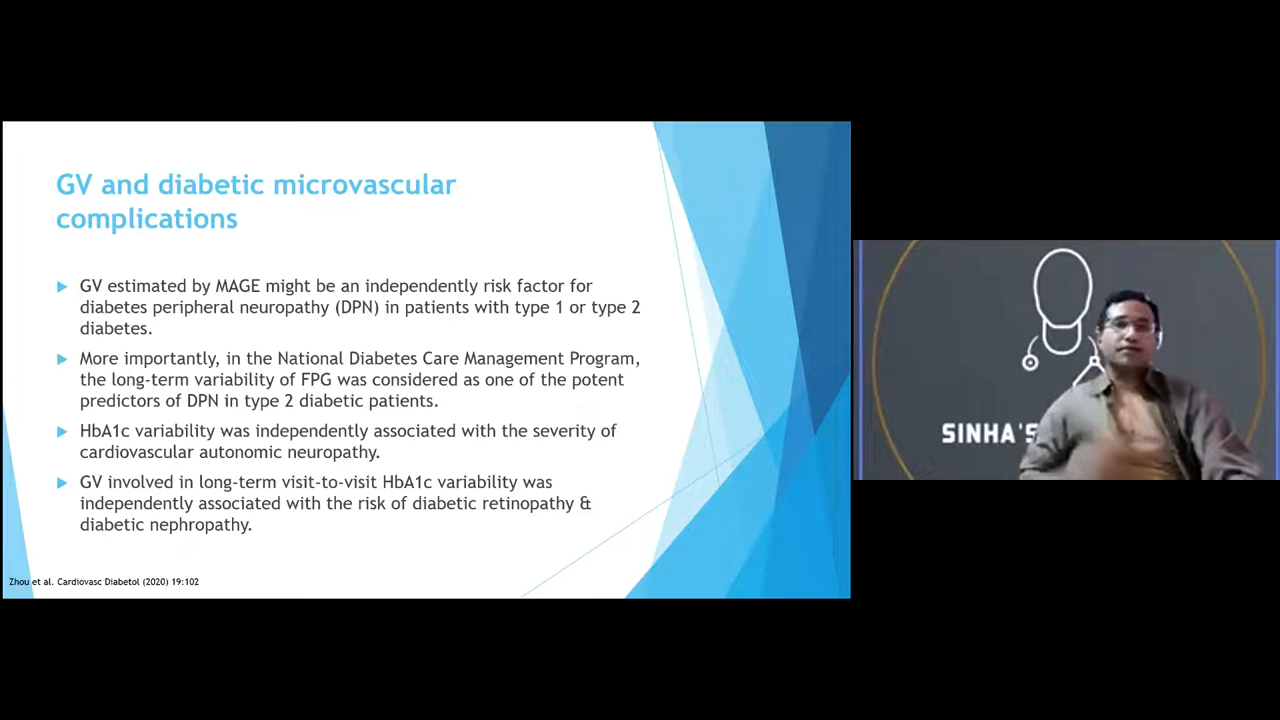 GV and diabetic microvascular
complications
GV estimated by MAGE might be an independently risk factor for
diabetes peripheral neuropathy (DPN) in patients with type 1 or type 2
diabetes.
More importantly, in the National Diabetes Care Management Program,
the long-term variability of FPG was considered as one of the potent
predictors of DPN in type 2 diabetic patients.
HbA1c variability was independently associated with the severity of
cardiovascular autonomic neuropathy.
GV involved in long-term visit-to-visit HbA1c variability was
independently associated with the risk of diabetic retinopathy &
diabetic nephropathy.
Zhou et al. Cardiovasc Diabetol (2020) 19:102
SINHA'S